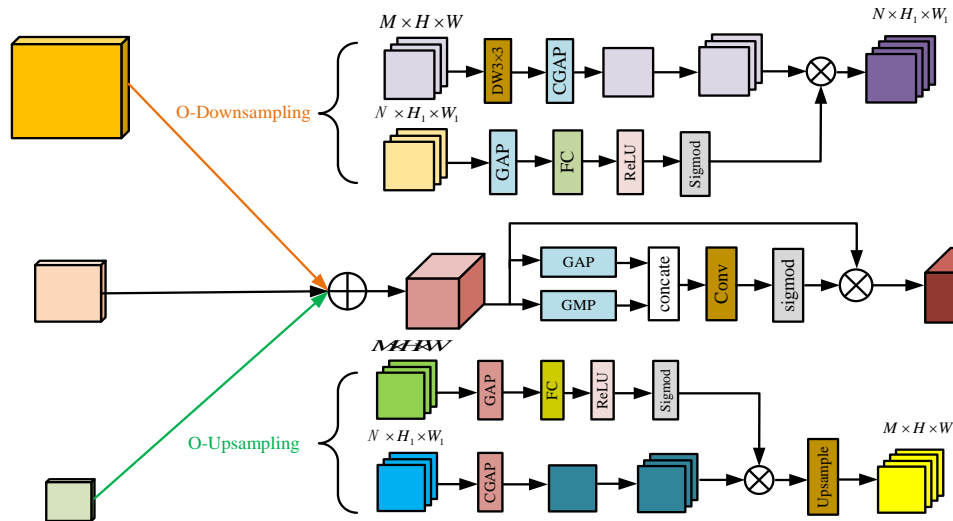 M × H × W
N × H₁ × W₁
DW3×3
CGAP
O-Downsampling
N × H₁ × W₁
GAP
FC
ReLU
Sigmod
GAP
GMP
concate
Conv
sigmod
M×H×W
GAP
FC
ReLU
Sigmod
O-Upsampling
N × H₁ × W₁
M × H × W
CGAP
Upsample